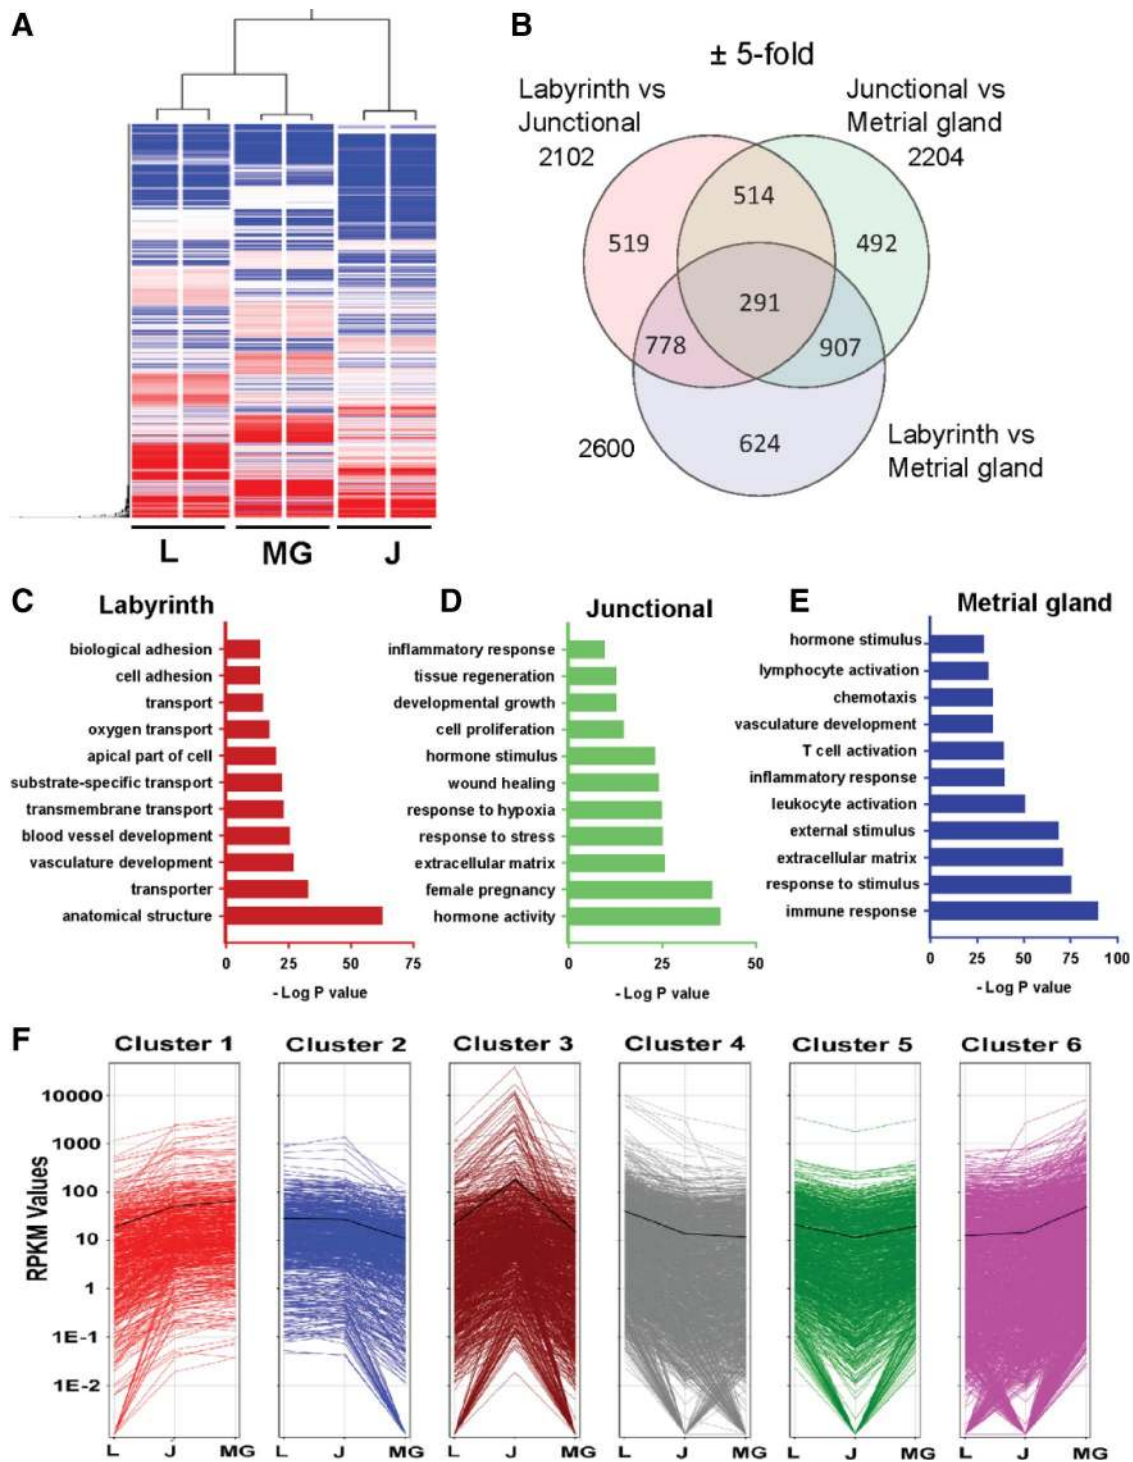 A
L
MG
J
B
± 5-fold
Labyrinth vs
Junctional
2102
Junctional vs
Metrial gland
2204
514
519
492
291
778
907
2600
624
Labyrinth vs
Metrial gland
C
Labyrinth
biological adhesion
cell adhesion
transport
oxygen transport
apical part of cell
substrate-specific transport
transmembrane transport
blood vessel development
vasculature development
transporter
anatomical structure
0 25 50 75
- Log P value
D
Junctional
inflammatory response
tissue regeneration
developmental growth
cell proliferation
hormone stimulus
wound healing
response to hypoxia
response to stress
extracellular matrix
female pregnancy
hormone activity
0 25 50
- Log P value
E
Metrial gland
hormone stimulus
lymphocyte activation
chemotaxis
vasculature development
T cell activation
inflammatory response
leukocyte activation
external stimulus
extracellular matrix
response to stimulus
immune response
0 25 50 75 100
- Log P value
F
Cluster 1 Cluster 2 Cluster 3 Cluster 4 Cluster 5 Cluster 6
RPKM Values
10000
1000
100
10
1
1E-1
1E-2
L J MG L J MG L J MG L J MG L J MG L J MG